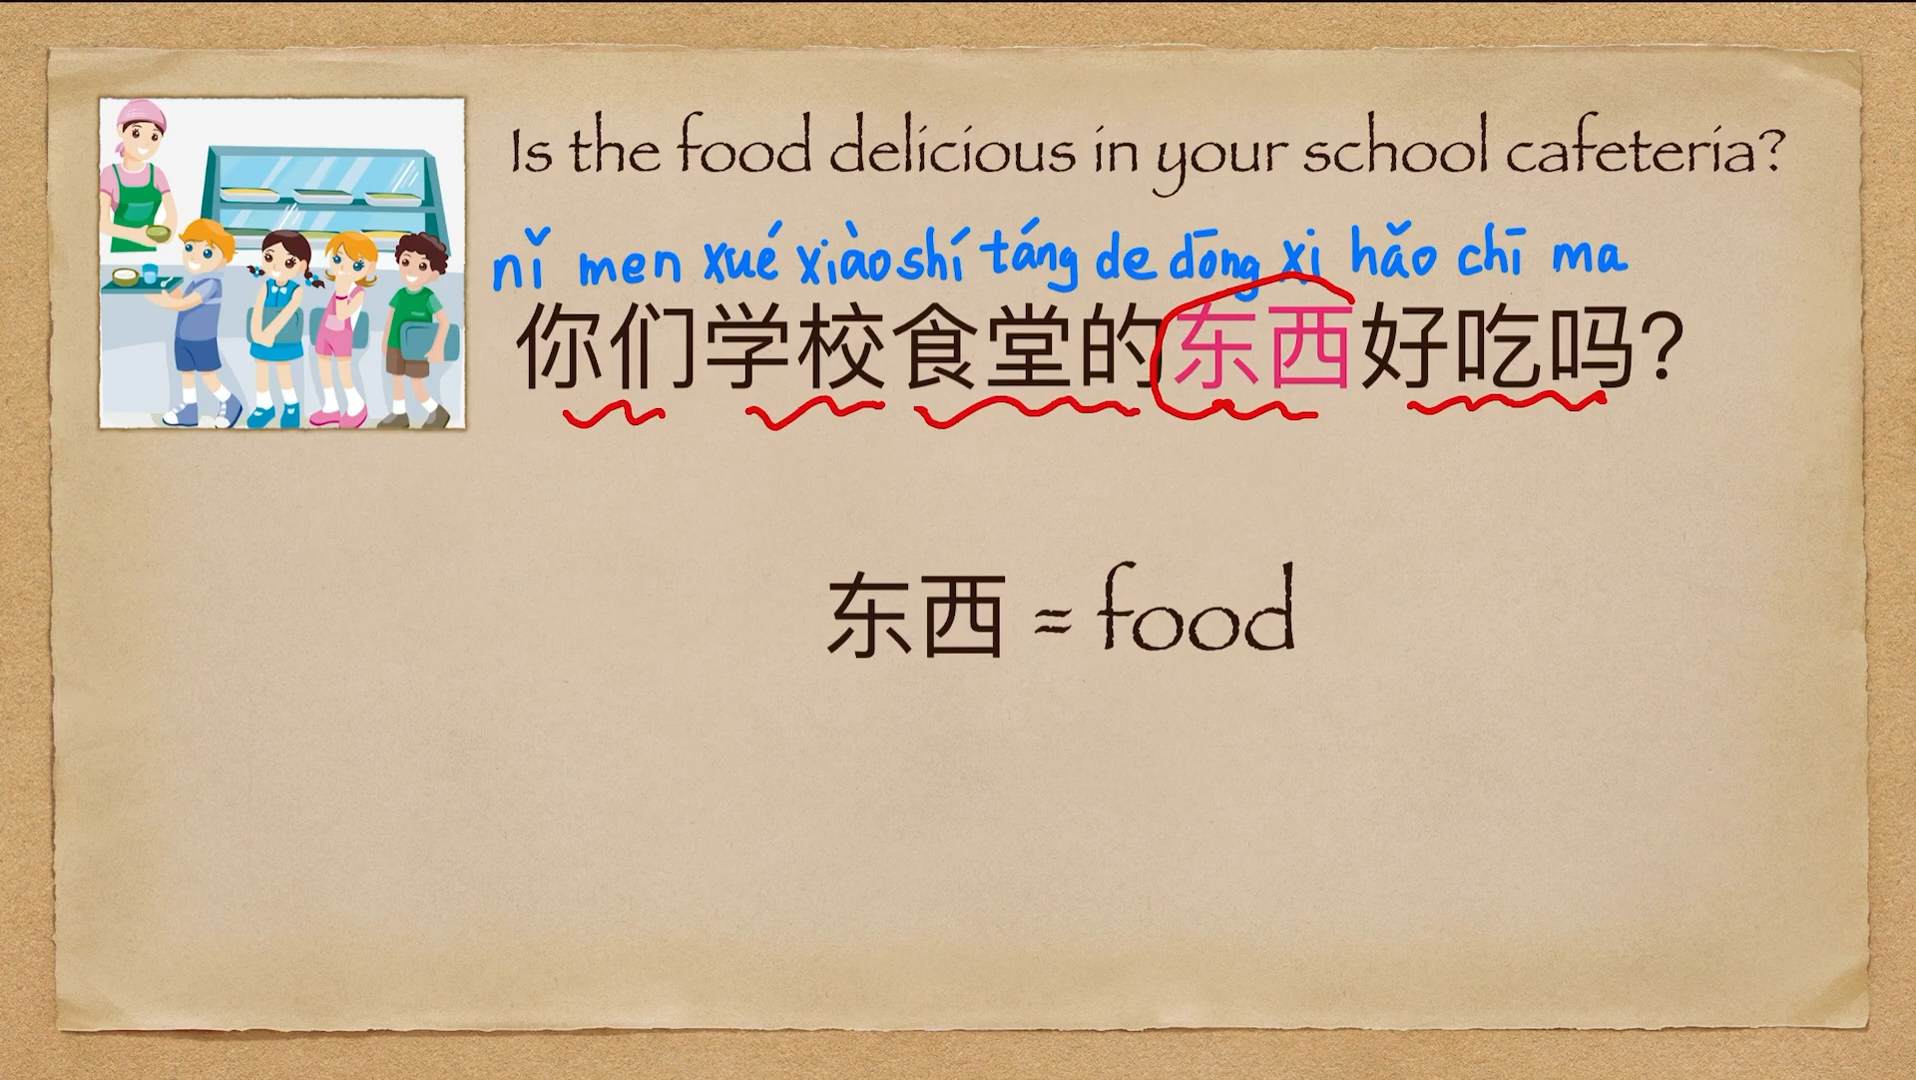 Is the food delicious in your school cafeteria?
nǐ men xué xiào shí táng de dōng xi hǎo chī ma
你们学校食堂的东西好吃吗?
东西 = food